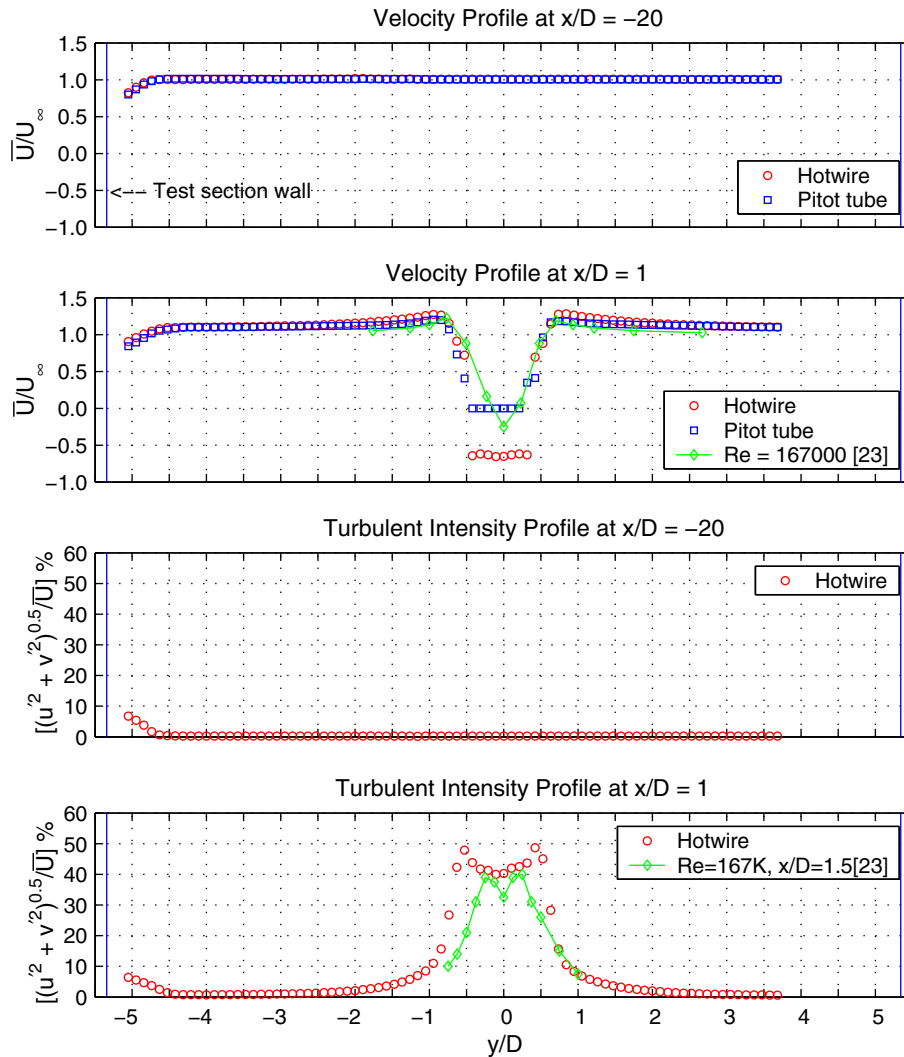 Velocity Profile at x/D = −20
1.5
1.0
0.5
0.0
−0.5
−1.0
U̅/U∞
<−− Test section wall
Hotwire
Pitot tube
Velocity Profile at x/D = 1
1.5
1.0
0.5
0.0
−0.5
−1.0
U̅/U∞
Hotwire
Pitot tube
Re = 167000 [23]
Turbulent Intensity Profile at x/D = −20
60
50
40
30
20
10
0
[(u′² + v′²)^0.5/U̅] %
Hotwire
Turbulent Intensity Profile at x/D = 1
60
50
40
30
20
10
0
[(u′² + v′²)^0.5/U̅] %
Hotwire
Re=167K, x/D=1.5[23]
−5 −4 −3 −2 −1 0 1 2 3 4 5
y/D